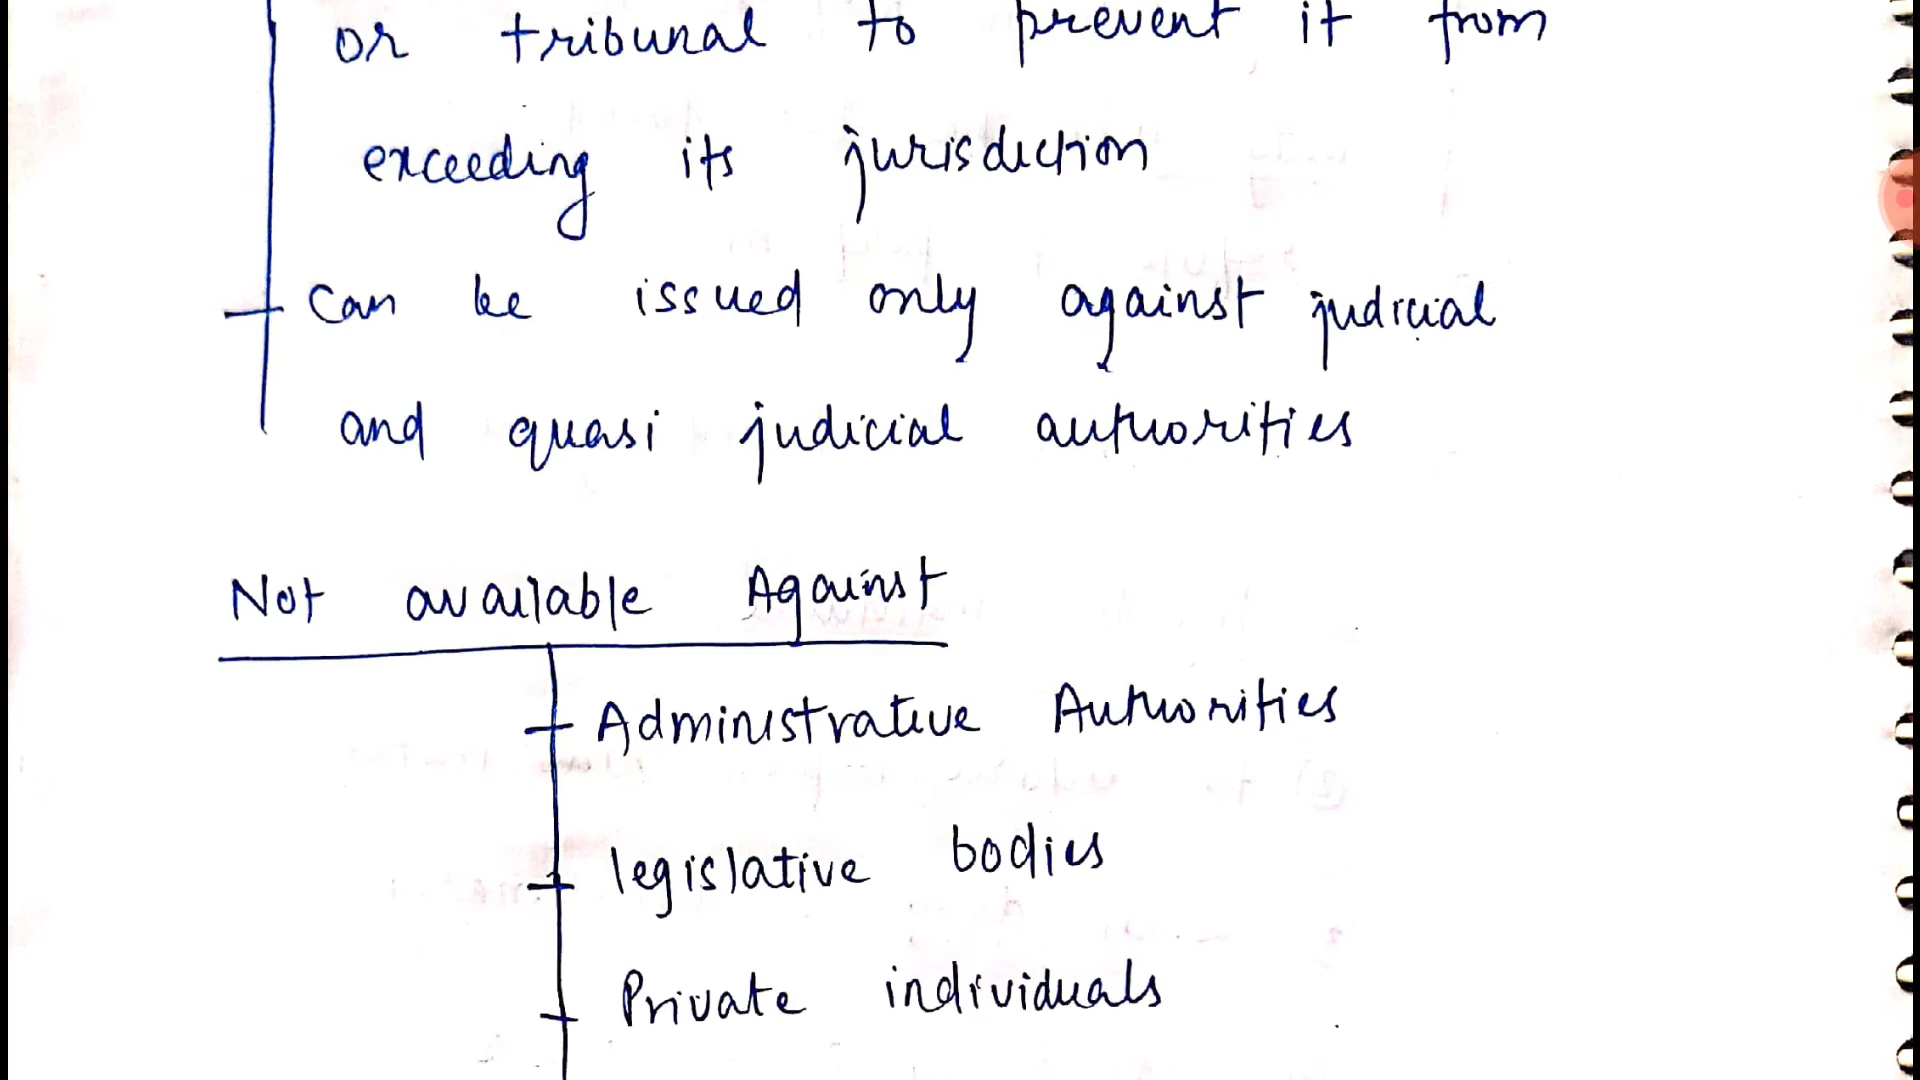 or tribunal to prevent it from
exceeding its jurisdiction
Can be issued only against judicial
and quasi judicial authorities
Not available Against
Administrative Authorities
legislative bodies
Private individuals